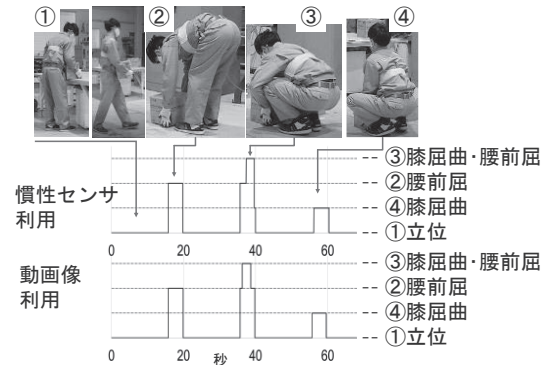 ① ② ③ ④
③膝屈曲・腰前屈
②腰前屈
④膝屈曲
①立位
慣性センサ
利用
0 20 40 60
③膝屈曲・腰前屈
②腰前屈
④膝屈曲
①立位
動画像
利用
0 20 秒 40 60